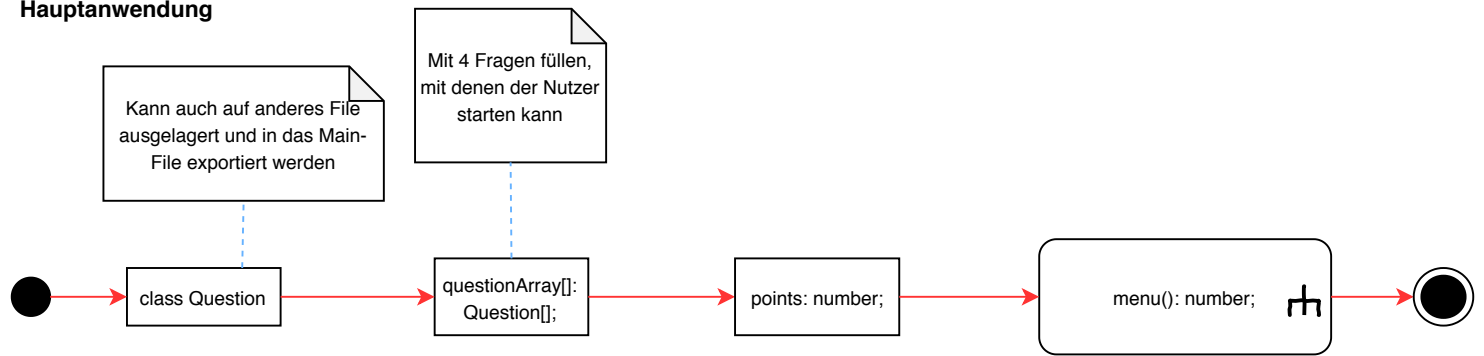 Hauptanwendung
Mit 4 Fragen füllen,
mit denen der Nutzer
starten kann
Kann auch auf anderes File
ausgelagert und in das Main-
File exportiert werden
class Question
questionArray[]:
Question[];
points: number;
menu(): number;